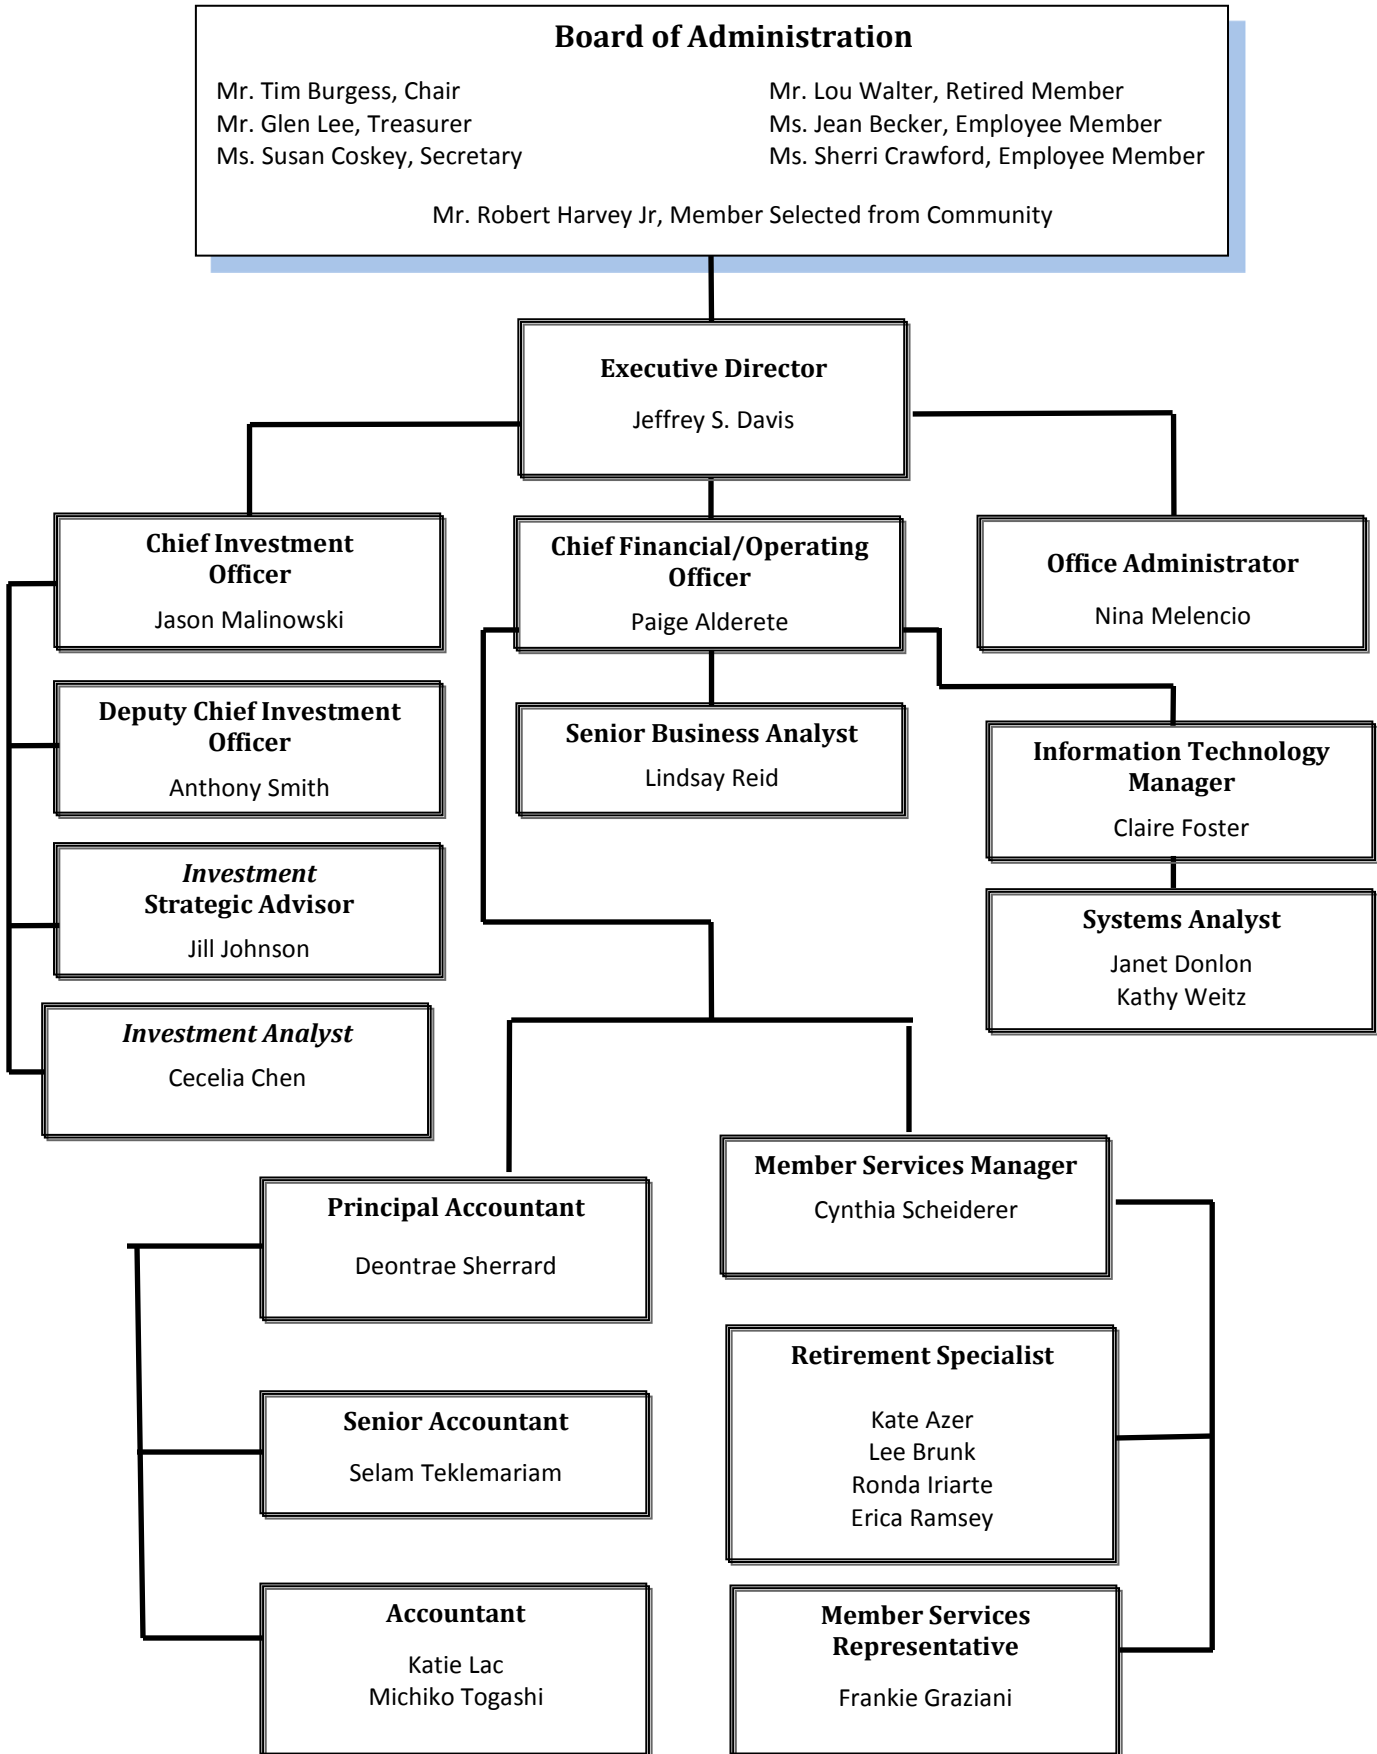 Board of Administration
Mr. Tim Burgess, Chair
Mr. Glen Lee, Treasurer
Ms. Susan Coskey, Secretary
Mr. Lou Walter, Retired Member
Ms. Jean Becker, Employee Member
Ms. Sherri Crawford, Employee Member
Mr. Robert Harvey Jr, Member Selected from Community
Executive Director
Jeffrey S. Davis
Chief Investment
Officer
Jason Malinowski
Chief Financial/Operating
Officer
Paige Alderete
Office Administrator
Nina Melencio
Deputy Chief Investment
Officer
Anthony Smith
Senior Business Analyst
Lindsay Reid
Information Technology
Manager
Claire Foster
Investment
Strategic Advisor
Jill Johnson
Systems Analyst
Janet Donlon
Kathy Weitz
Investment Analyst
Cecelia Chen
Principal Accountant
Deontrae Sherrard
Member Services Manager
Cynthia Scheiderer
Senior Accountant
Selam Teklemariam
Retirement Specialist
Kate Azer
Lee Brunk
Ronda Iriarte
Erica Ramsey
Accountant
Katie Lac
Michiko Togashi
Member Services
Representative
Frankie Graziani